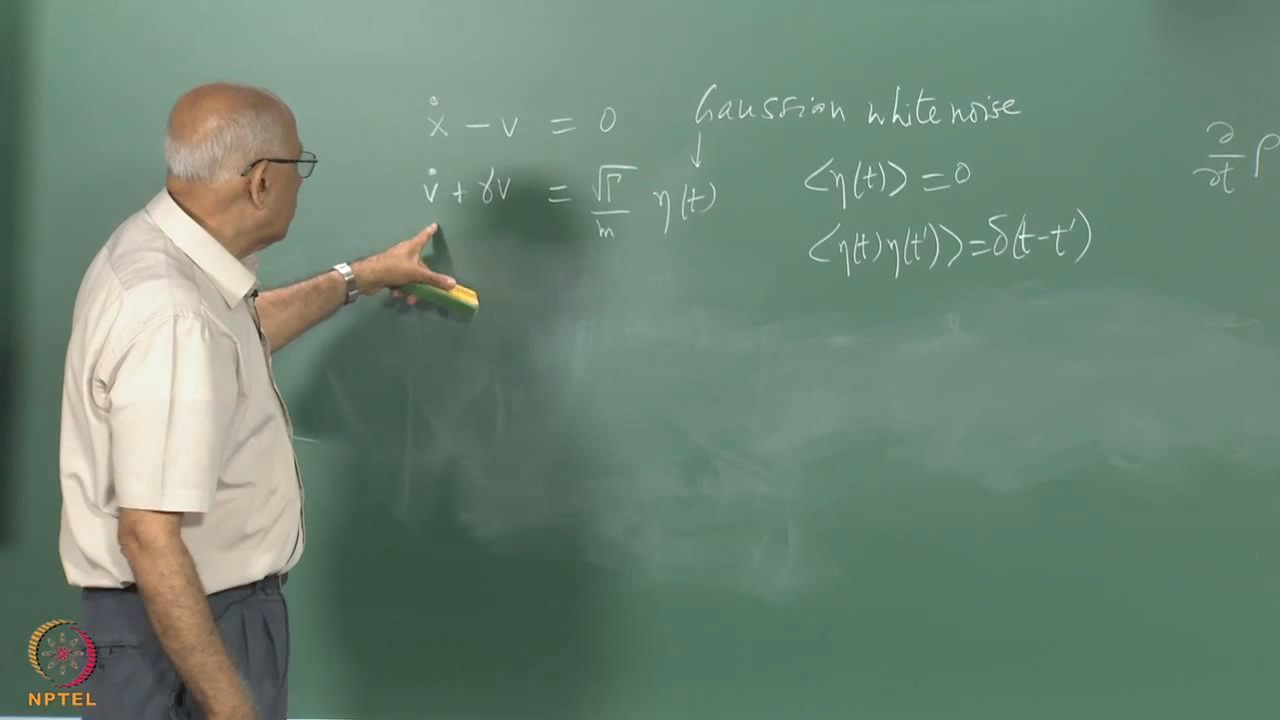 ẋ − v = 0
Gaussian white noise
v̇ + γv = √Γ/m η(t)
⟨η(t)⟩ = 0
⟨η(t)η(t')⟩ = δ(t−t')
∂/∂t ρ
NPTEL